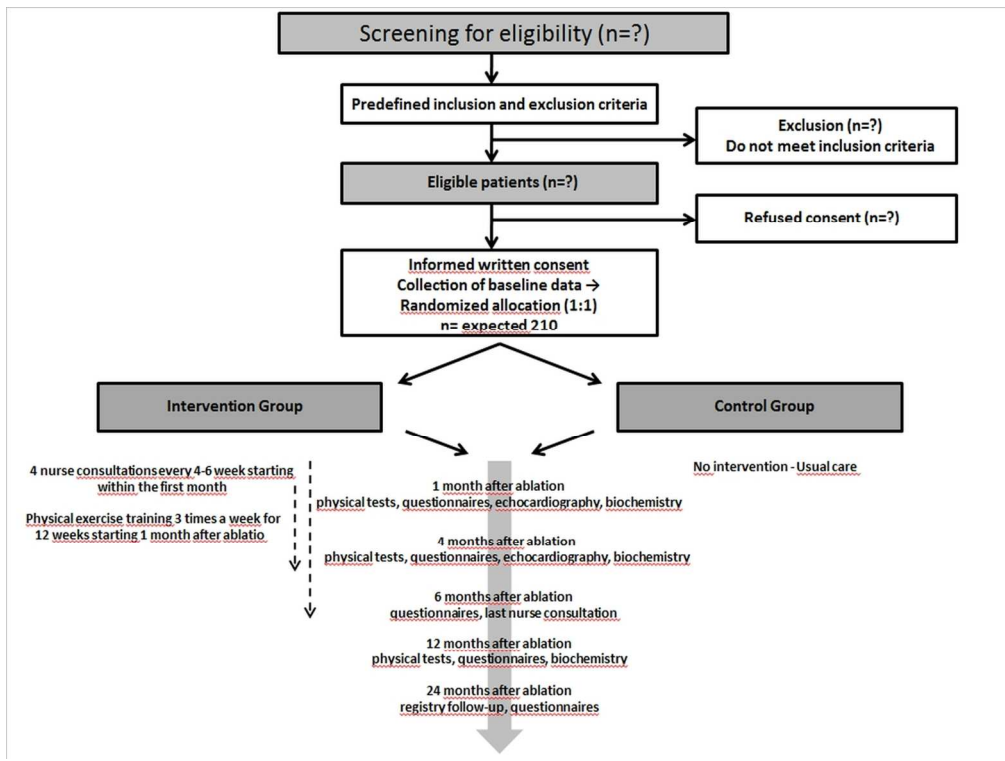 Screening for eligibility (n=?)
Predefined inclusion and exclusion criteria
Exclusion (n=?)
Do not meet inclusion criteria
Eligible patients (n=?)
Refused consent (n=?)
Informed written consent
Collection of baseline data →
Randomized allocation (1:1)
n= expected 210
Intervention Group
Control Group
4 nurse consultations every 4-6 week starting
within the first month
Physical exercise training 3 times a week for
12 weeks starting 1 month after ablatio
No intervention - Usual care
1 month after ablation
physical tests, questionnaires, echocardiography, biochemistry
4 months after ablation
physical tests, questionnaires, echocardiography, biochemistry
6 months after ablation
questionnaires, last nurse consultation
12 months after ablation
physical tests, questionnaires, biochemistry
24 months after ablation
registry follow-up, questionnaires